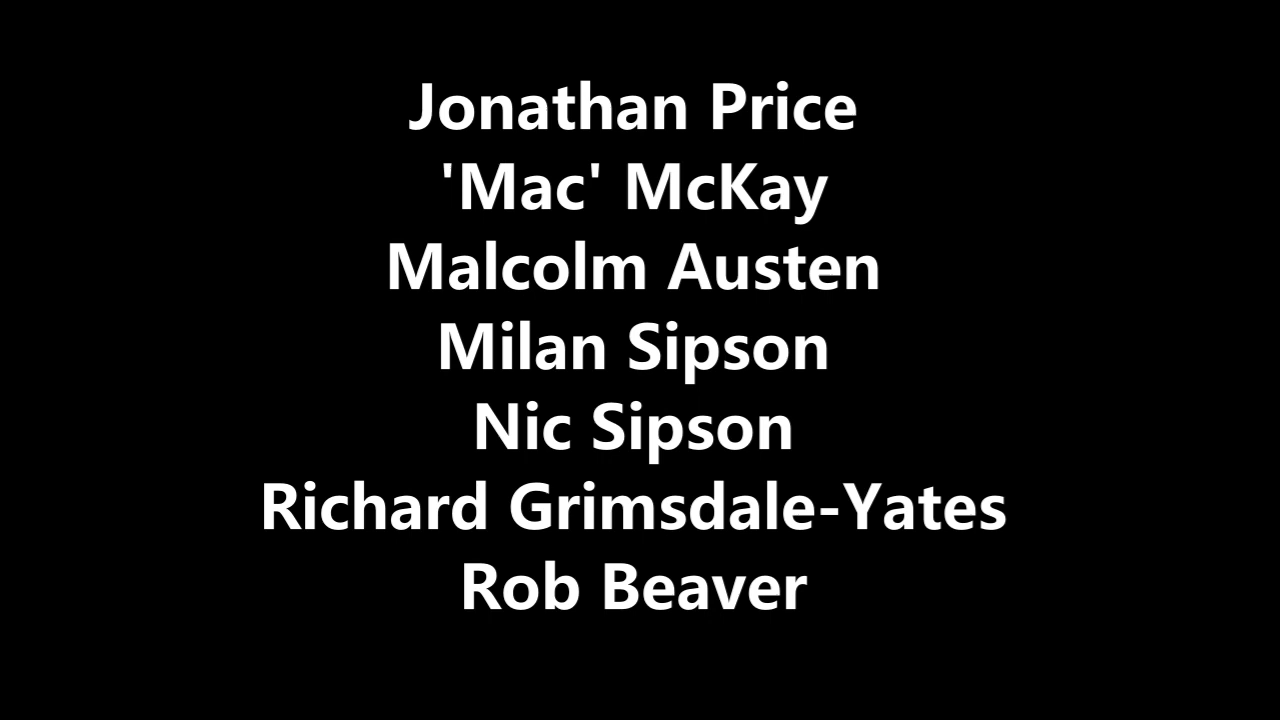 Jonathan Price
'Mac' McKay
Malcolm Austen
Milan Sipson
Nic Sipson
Richard Grimsdale-Yates
Rob Beaver